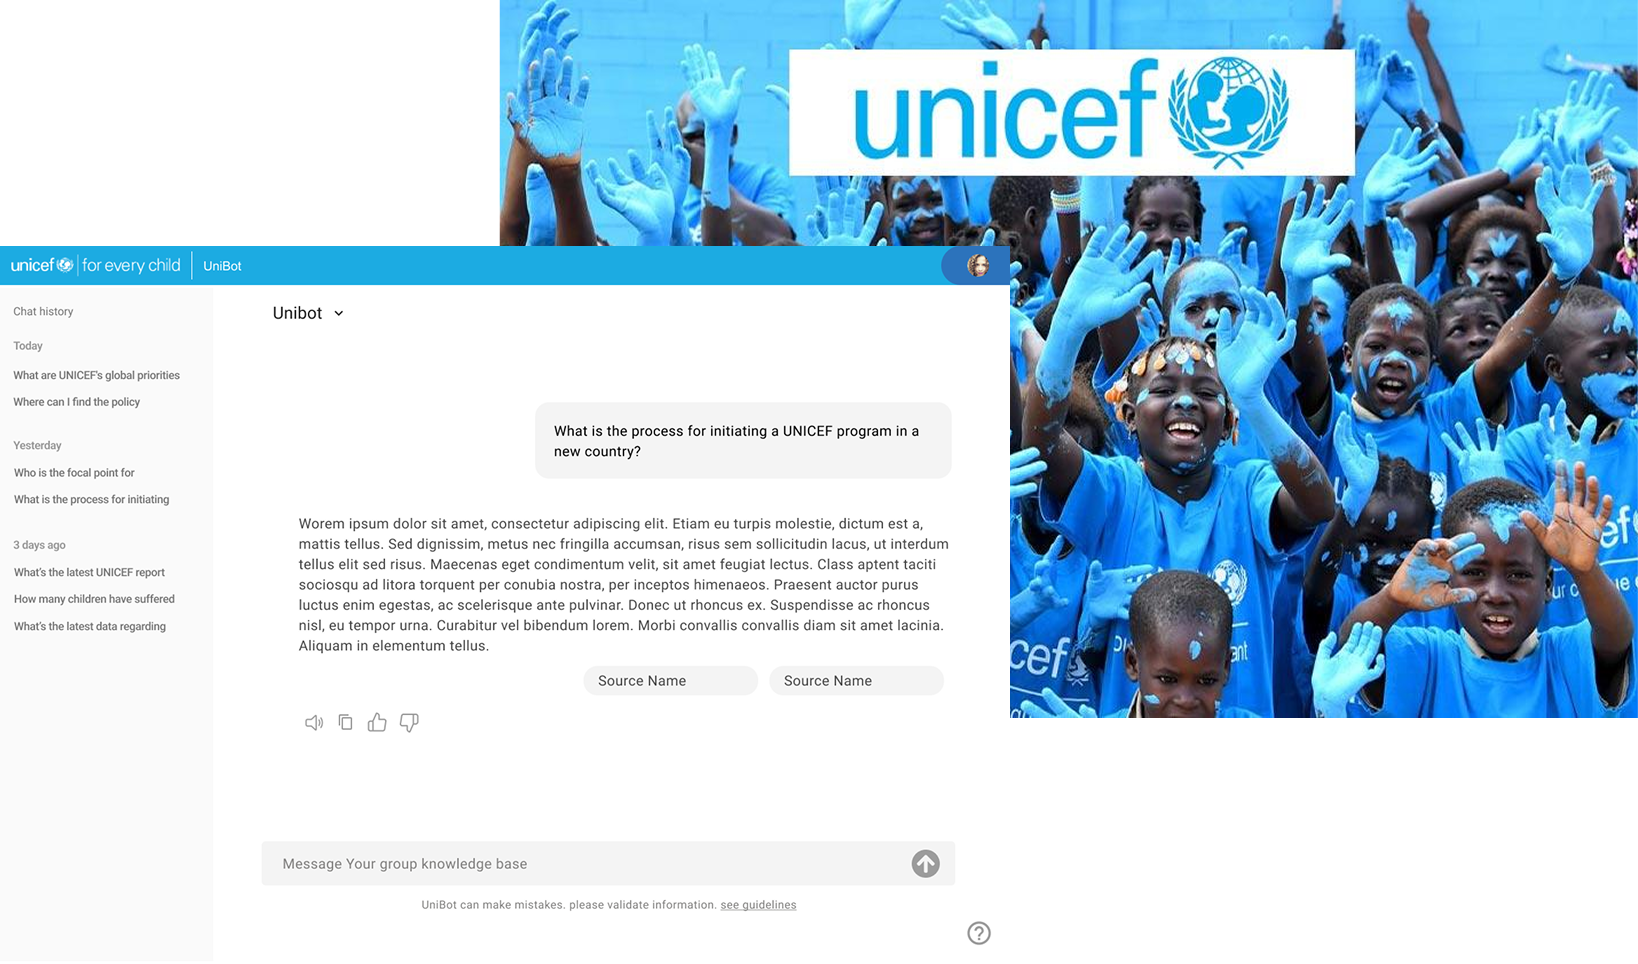 unicef
unicef for every child UniBot
Chat history
Today
What are UNICEF's global priorities
Where can I find the policy
Yesterday
Who is the focal point for
What is the process for initiating
3 days ago
What's the latest UNICEF report
How many children have suffered
What's the latest data regarding
Unibot
What is the process for initiating a UNICEF program in a
new country?
Worem ipsum dolor sit amet, consectetur adipiscing elit. Etiam eu turpis molestie, dictum est a,
mattis tellus. Sed dignissim, metus nec fringilla accumsan, risus sem sollicitudin lacus, ut interdum
tellus elit sed risus. Maecenas eget condimentum velit, sit amet feugiat lectus. Class aptent taciti
sociosqu ad litora torquent per conubia nostra, per inceptos himenaeos. Praesent auctor purus
luctus enim egestas, ac scelerisque ante pulvinar. Donec ut rhoncus ex. Suspendisse ac rhoncus
nisl, eu tempor urna. Curabitur vel bibendum lorem. Morbi convallis convallis diam sit amet lacinia.
Aliquam in elementum tellus.
Source Name Source Name
Message Your group knowledge base
UniBot can make mistakes. please validate information. see guidelines
?
cef